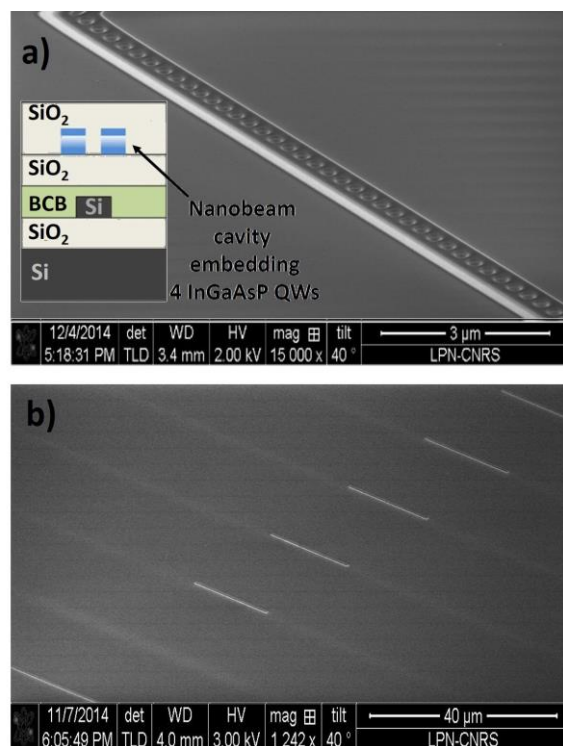 a)
SiO2
SiO2
BCB
Si
SiO2
Si
Nanobeam
cavity
embedding
4 InGaAsP QWs
12/4/2014 det WD HV mag tilt 3 μm
5:18:31 PM TLD 3.4 mm 2.00 kV 15 000 x 40 ° LPN-CNRS
b)
11/7/2014 det WD HV mag tilt 40 μm
6:05:49 PM TLD 4.0 mm 3.00 kV 1 242 x 40 ° LPN-CNRS